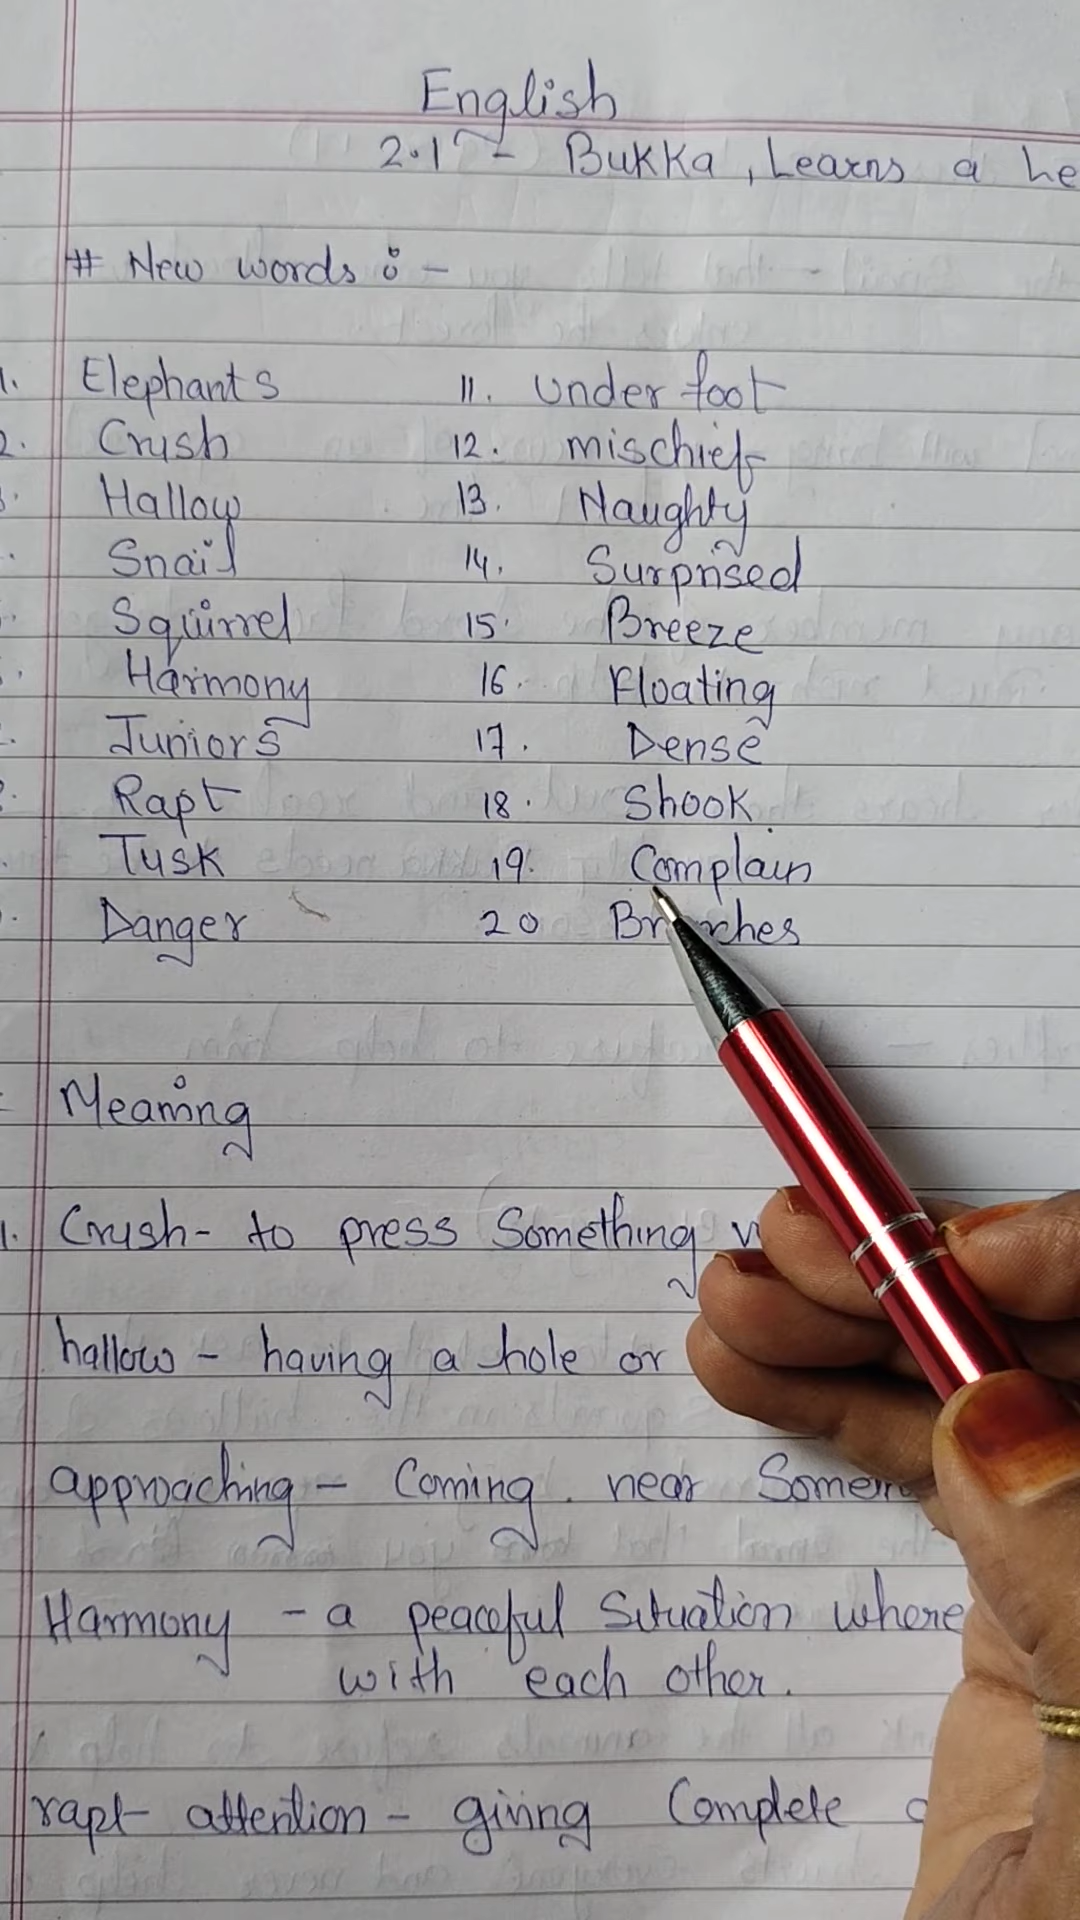 English
2.1 - Bukka, Learns a Le
# New words :-
1. Elephants 11. under foot
2. Crush 12. mischief
Hallow 13. Naughty
Snail 14. Surprised
Squirrel 15. Breeze
Harmony 16. Floating
Juniors 17. Dense
Rapt 18. Shook
Tusk 19. Complain
Danger 20 Branches
Meaning
1. Crush - to press Something
hallow - having a hole or
approaching - Coming near
Harmony - a peaceful Situation where
with each other.
rapt attention - giving Complete